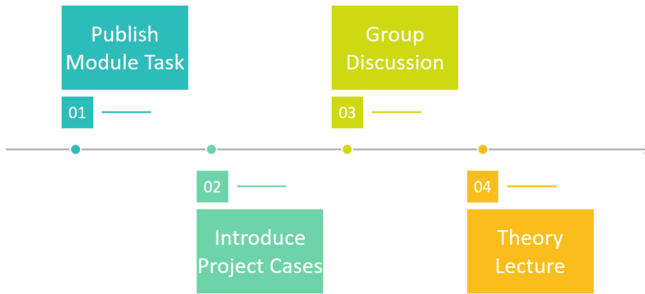 Publish
Module Task
01
02
Introduce
Project Cases
Group
Discussion
03
04
Theory
Lecture